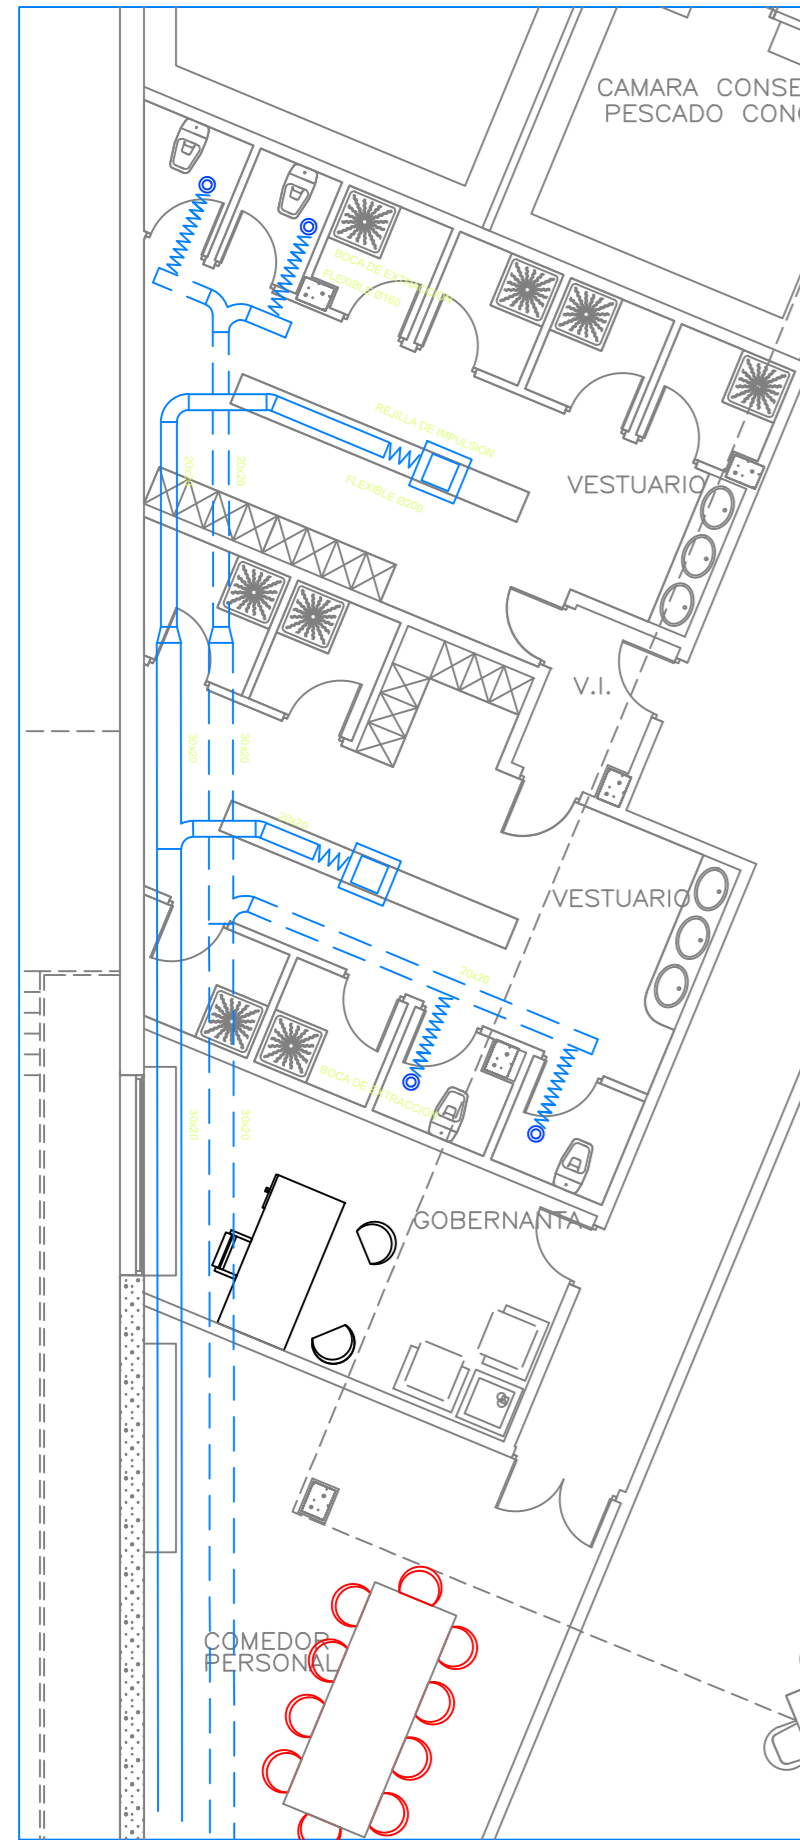 CAMARA CONSE
PESCADO CONG
BOCA DE EXTRACCION
FLEXIBLE Ø160
REJILLA DE IMPULSION
FLEXIBLE Ø200
20x20
20x20
VESTUARIO
V.I.
30x20
30x20
20x20
VESTUARIO
20x20
BOCA DE EXTRACCION
30x20
30x20
GOBERNANTA
COMEDOR
PERSONAL